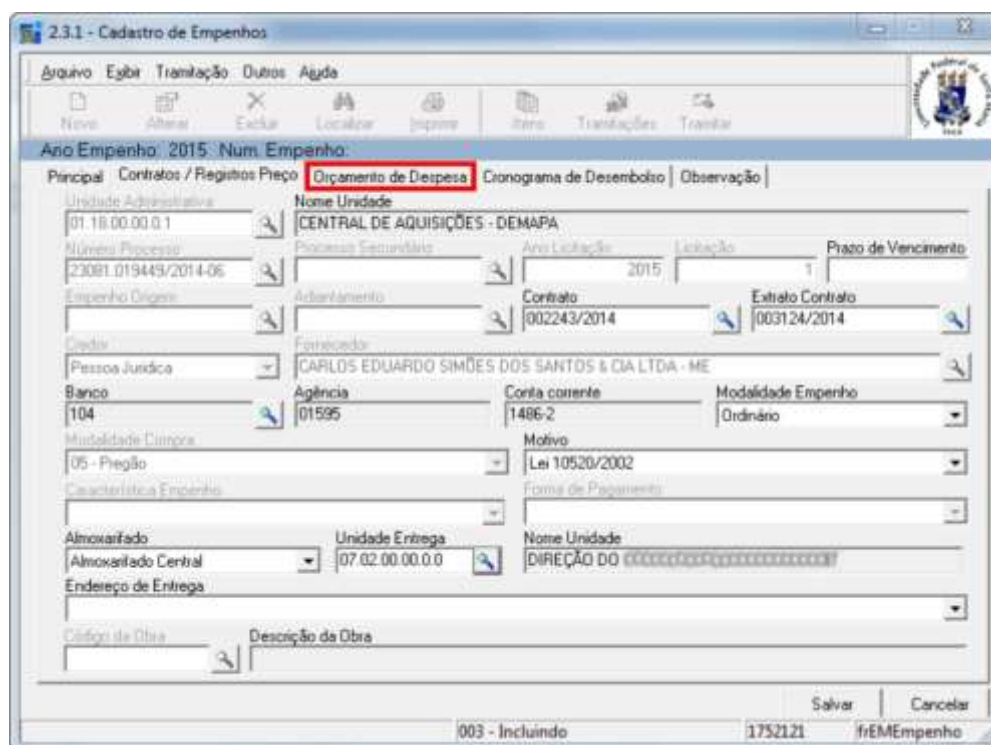 2.3.1 - Cadastro de Empenhos
Arquivo Exibir Tramitação Outros Ajuda
Novo Alterar Excluir Localizar Imprimir Itens Tramitações Tramitar
Ano Empenho: 2015 Num. Empenho:
Principal Contratos / Registros Preço Orçamento de Despesa Cronograma de Desembolso Observação
Unidade Administrativa Nome Unidade
01.18.00.00.0.1 CENTRAL DE AQUISIÇÕES - DEMAPA
Número Processo Processo Secundário Ano Licitação Licitação Prazo de Vencimento
23081.019449/2014-06 2015 1
Empenho Origem Adiantamento Contrato Extrato Contrato
002243/2014 003124/2014
Credor Fornecedor
Pessoa Jurídica CARLOS EDUARDO SIMÕES DOS SANTOS & CIA LTDA - ME
Banco Agência Conta corrente Modalidade Empenho
104 01595 1486-2 Ordinário
Modalidade Compra Motivo
05 - Pregão Lei 10520/2002
Característica Empenho Forma de Pagamento
Almoxarifado Unidade Entrega Nome Unidade
Almoxarifado Central 07.02.00.00.0.0 DIREÇÃO DO
Endereço de Entrega
Código da Obra Descrição da Obra
Salvar Cancelar
003 - Incluindo 1752121 frEMEmpenho